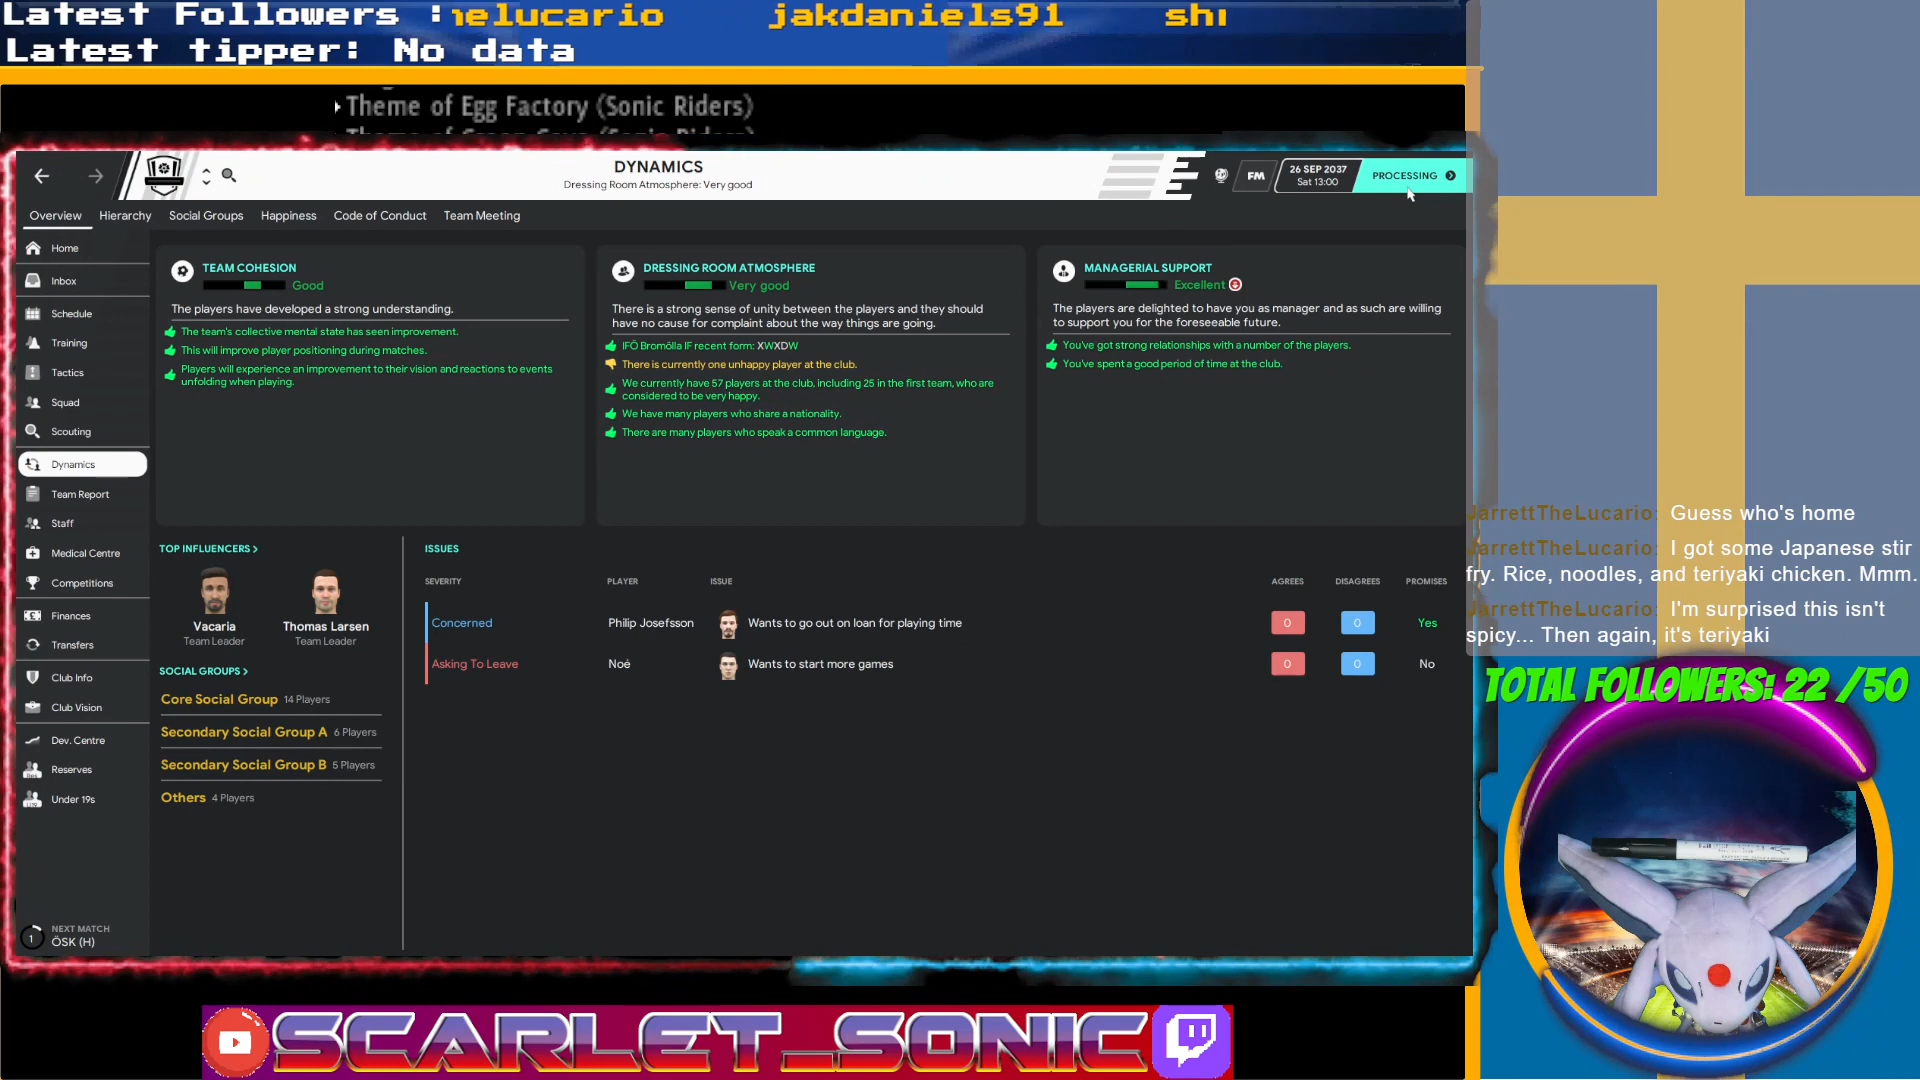 Latest Followers : elucario jakdaniels91
Latest tipper: No data
Theme of Egg Factory (Sonic Riders)
DYNAMICS
Dressing Room Atmosphere: Very good
FM
26 SEP 2037
Sat 13:00
PROCESSING
Overview Hierarchy Social Groups Happiness Code of Conduct Team Meeting
Home
Inbox
Schedule
Training
Tactics
Squad
Scouting
Dynamics
Team Report
Staff
Medical Centre
Competitions
Finances
Transfers
Club Info
Club Vision
Dev. Centre
Reserves
Under 19s
1 NEXT MATCH
ÖSK (H)
TEAM COHESION
Good
The players have developed a strong understanding.
The team's collective mental state has seen improvement.
This will improve player positioning during matches.
Players will experience an improvement to their vision and reactions to events
unfolding when playing.
DRESSING ROOM ATMOSPHERE
Very good
There is a strong sense of unity between the players and they should
have no cause for complaint about the way things are going.
IFÖ Bromölla IF recent form: XWXDW
There is currently one unhappy player at the club.
We currently have 57 players at the club, including 25 in the first team, who are
considered to be very happy.
We have many players who share a nationality.
There are many players who speak a common language.
MANAGERIAL SUPPORT
Excellent
The players are delighted to have you as manager and as such are willing
to support you for the foreseeable future.
You've got strong relationships with a number of the players.
You've spent a good period of time at the club.
TOP INFLUENCERS >
Vacaria
Team Leader
Thomas Larsen
Team Leader
SOCIAL GROUPS >
Core Social Group 14 Players
Secondary Social Group A 6 Players
Secondary Social Group B 5 Players
Others 4 Players
ISSUES
SEVERITY PLAYER ISSUE AGREES DISAGREES PROMISES
Concerned Philip Josefsson Wants to go out on loan for playing time 0 0 Yes
Asking To Leave Noé Wants to start more games 0 0 No
JarrettTheLucario: Guess who's home
JarrettTheLucario: I got some Japanese stir
fry. Rice, noodles, and teriyaki chicken. Mmm.
JarrettTheLucario: I'm surprised this isn't
spicy... Then again, it's teriyaki
TOTAL FOLLOWERS: 22 /50
SCARLET_SONIC